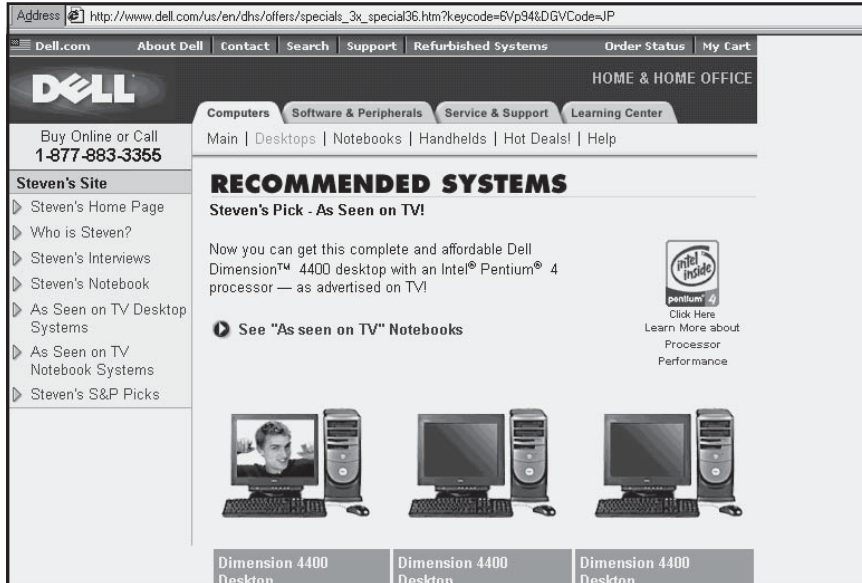 Address http://www.dell.com/us/en/dhs/offers/specials_3x_special36.htm?keycode=6Vp94&DGVCode=JP
Dell.com About Dell Contact Search Support Refurbished Systems Order Status My Cart
DELL
HOME & HOME OFFICE
Computers Software & Peripherals Service & Support Learning Center
Buy Online or Call
1-877-883-3355
Main | Desktops | Notebooks | Handhelds | Hot Deals! | Help
Steven's Site
Steven's Home Page
Who is Steven?
Steven's Interviews
Steven's Notebook
As Seen on TV Desktop
Systems
As Seen on TV
Notebook Systems
Steven's S&P Picks
RECOMMENDED SYSTEMS
Steven's Pick - As Seen on TV!
Now you can get this complete and affordable Dell
Dimension™ 4400 desktop with an Intel® Pentium® 4
processor — as advertised on TV!
See "As seen on TV" Notebooks
intel
inside
pentium 4
Click Here
Learn More about
Processor
Performance
Dimension 4400
Desktop
Dimension 4400
Desktop
Dimension 4400
Desktop